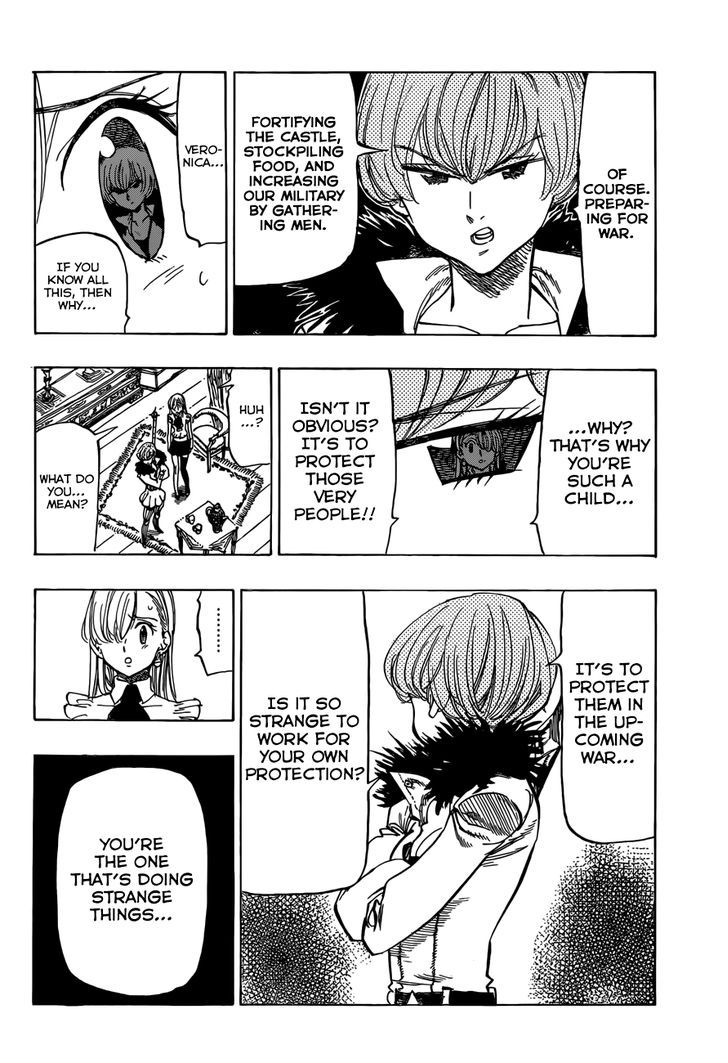 OF
COURSE.
PREPAR-
ING FOR
WAR.
FORTIFYING
THE CASTLE,
STOCKPILING
FOOD, AND
INCREASING
OUR MILITARY
BY GATHER-
ING MEN.
VERO-
NICA...
IF YOU
KNOW ALL
THIS, THEN
WHY...
...WHY?
THAT'S WHY
YOU'RE
SUCH A
CHILD...
ISN'T IT
OBVIOUS?
IT'S TO
PROTECT
THOSE
VERY
PEOPLE!!
HUH
...?
WHAT DO
YOU...
MEAN?
IT'S TO
PROTECT
THEM IN
THE UP-
COMING
WAR...
IS IT SO
STRANGE TO
WORK FOR
YOUR OWN
PROTECTION?
.........
YOU'RE
THE ONE
THAT'S DOING
STRANGE
THINGS...